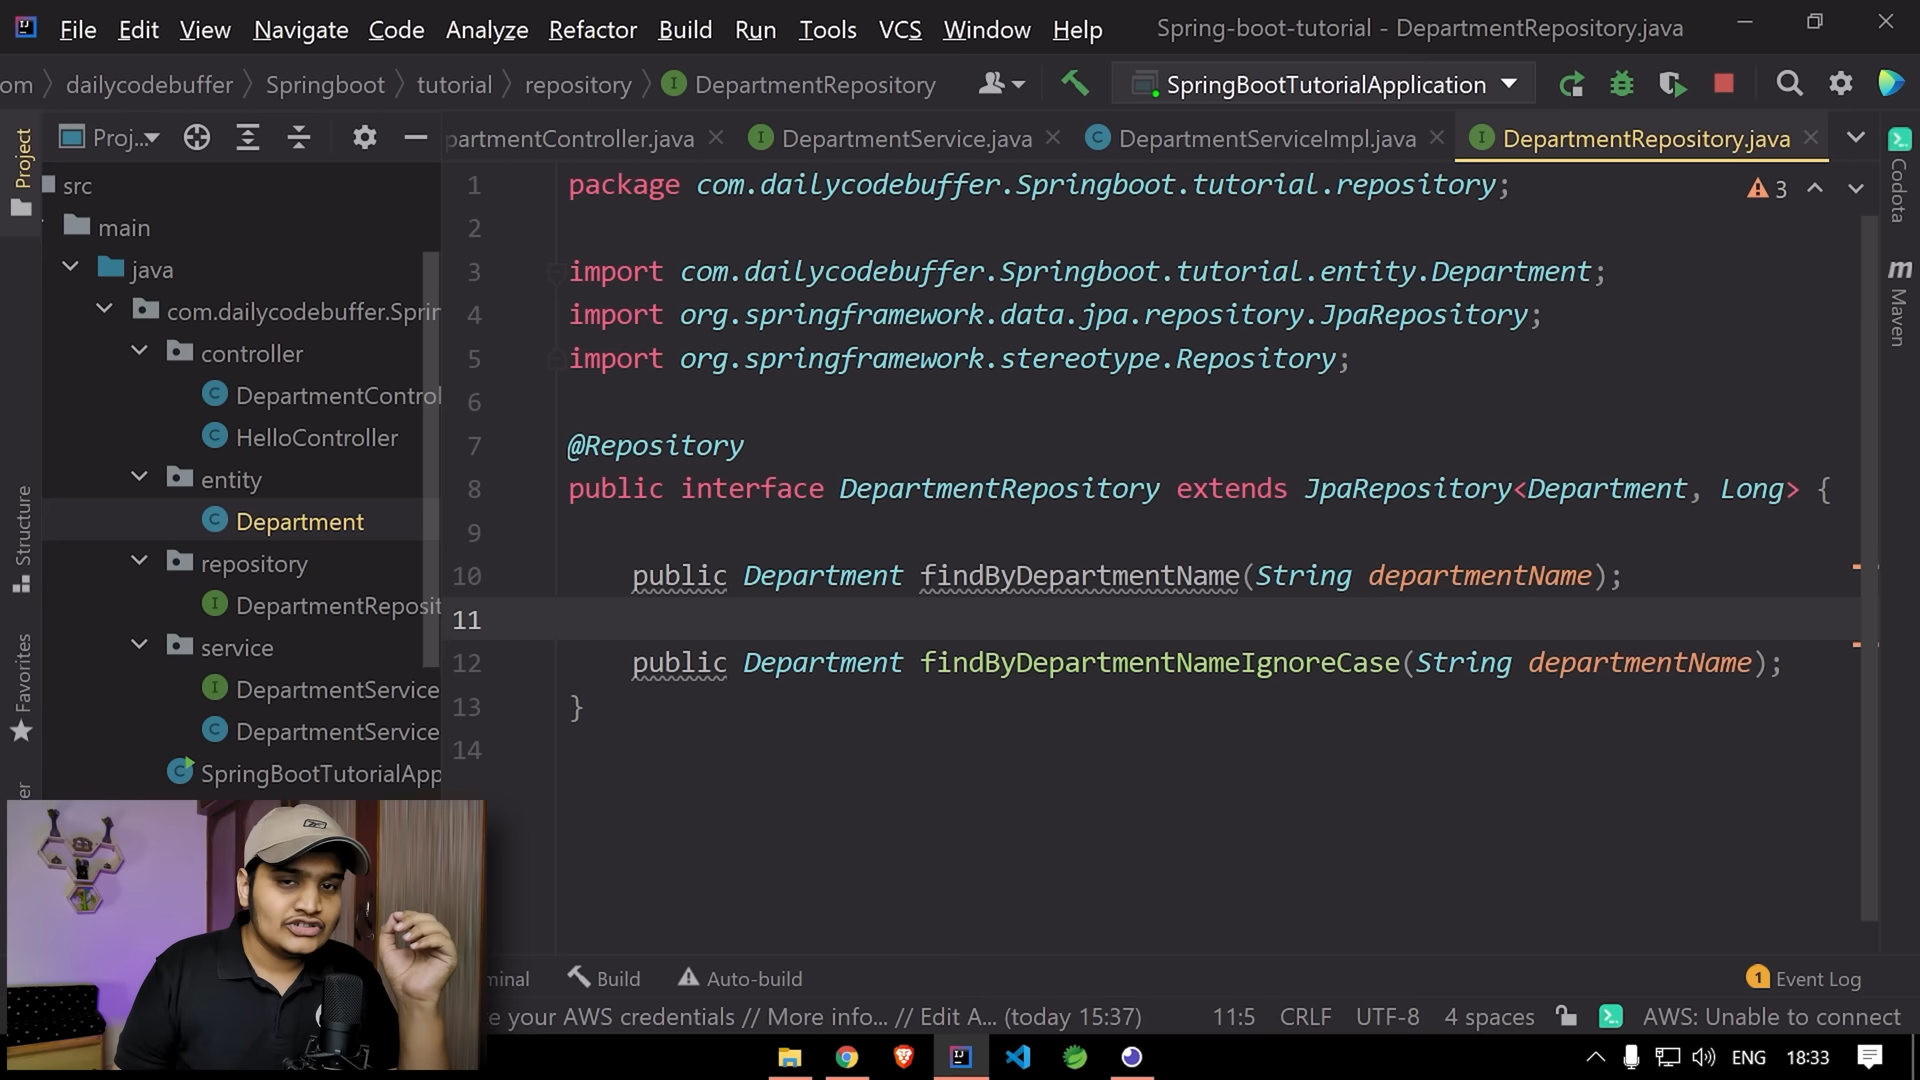 File Edit View Navigate Code Analyze Refactor Build Run Tools VCS Window Help Spring-boot-tutorial - DepartmentRepository.java
om dailycodebuffer Springboot tutorial repository I DepartmentRepository SpringBootTutorialApplication
Proj... partmentController.java I DepartmentService.java C DepartmentServiceImpl.java I DepartmentRepository.java
Project
Structure
Favorites
er
src
main
java
com.dailycodebuffer.Sprin
controller
C DepartmentControl
C HelloController
entity
C Department
repository
I DepartmentReposit
service
I DepartmentService
C DepartmentService
C SpringBootTutorialApp
1 package com.dailycodebuffer.Springboot.tutorial.repository;
2
3 import com.dailycodebuffer.Springboot.tutorial.entity.Department;
4 import org.springframework.data.jpa.repository.JpaRepository;
5 import org.springframework.stereotype.Repository;
6
7 @Repository
8 public interface DepartmentRepository extends JpaRepository<Department, Long> {
9
10 public Department findByDepartmentName(String departmentName);
11
12 public Department findByDepartmentNameIgnoreCase(String departmentName);
13 }
14
3
Codota
m Maven
minal Build Auto-build 1 Event Log
e your AWS credentials // More info... // Edit A... (today 15:37) 11:5 CRLF UTF-8 4 spaces AWS: Unable to connect
ENG 18:33